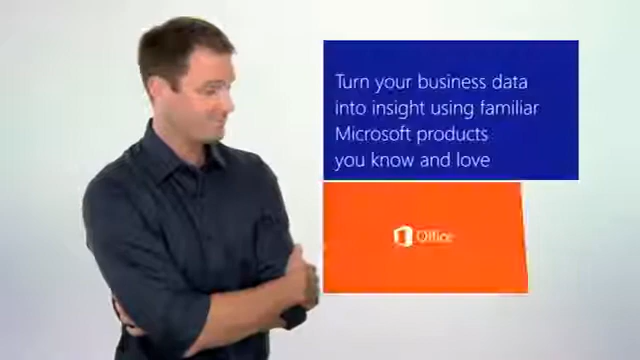 Turn your business data
into insight using familiar
Microsoft products
you know and love
Office